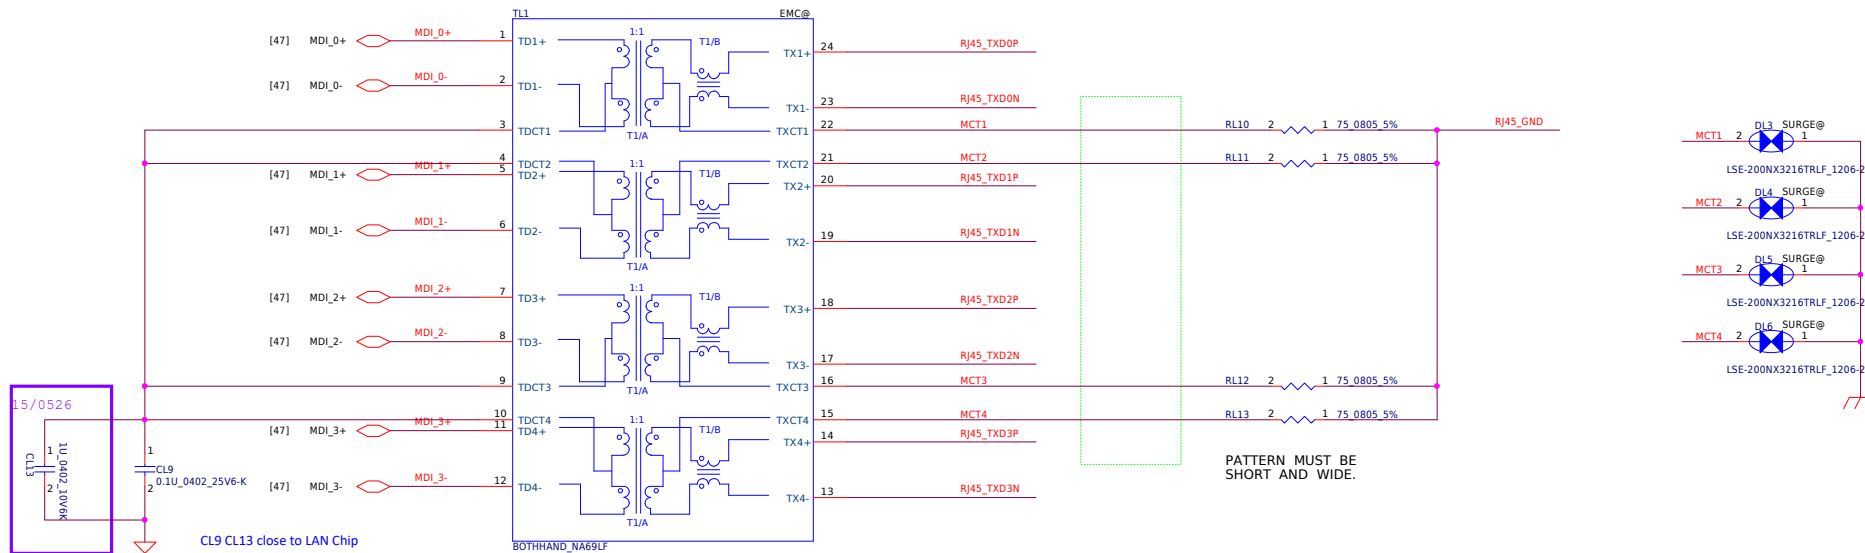 TL1
EMC@
[47] MDI_0+ MDI_0+ 1 TD1+ 1:1 T1/B TX1+ 24 RJ45_TXD0P
[47] MDI_0- MDI_0- 2 TD1- TX1- 23 RJ45_TXD0N
3 TDCT1 T1/A TXCT1 22 MCT1 RL10 2 1 75_0805_5% RJ45_GND
4 TDCT2 1:1 T1/B TXCT2 21 MCT2 RL11 2 1 75_0805_5%
[47] MDI_1+ MDI_1+ 5 TD2+ TX2+ 20 RJ45_TXD1P
[47] MDI_1- MDI_1- 6 TD2- TX2- 19 RJ45_TXD1N
T1/A
[47] MDI_2+ MDI_2+ 7 TD3+ 1:1 T1/B TX3+ 18 RJ45_TXD2P
[47] MDI_2- MDI_2- 8 TD3- TX3- 17 RJ45_TXD2N
9 TDCT3 T1/A TXCT3 16 MCT3 RL12 2 1 75_0805_5%
10 TDCT4 1:1 T1/B TXCT4 15 MCT4 RL13 2 1 75_0805_5%
[47] MDI_3+ MDI_3+ 11 TD4+ TX4+ 14 RJ45_TXD3P
[47] MDI_3- MDI_3- 12 TD4- TX4- 13 RJ45_TXD3N
T1/A
BOTHHAND_NA69LF
15/0526
1
2
CL13
1U_0402_10V6K
1
2
CL9
0.1U_0402_25V6-K
CL9 CL13 close to LAN Chip
PATTERN MUST BE
SHORT AND WIDE.
MCT1 2 DL3 SURGE@ 1
LSE-200NX3216TRLF_1206-2
MCT2 2 DL4 SURGE@ 1
LSE-200NX3216TRLF_1206-2
MCT3 2 DL5 SURGE@ 1
LSE-200NX3216TRLF_1206-2
MCT4 2 DL6 SURGE@ 1
LSE-200NX3216TRLF_1206-2